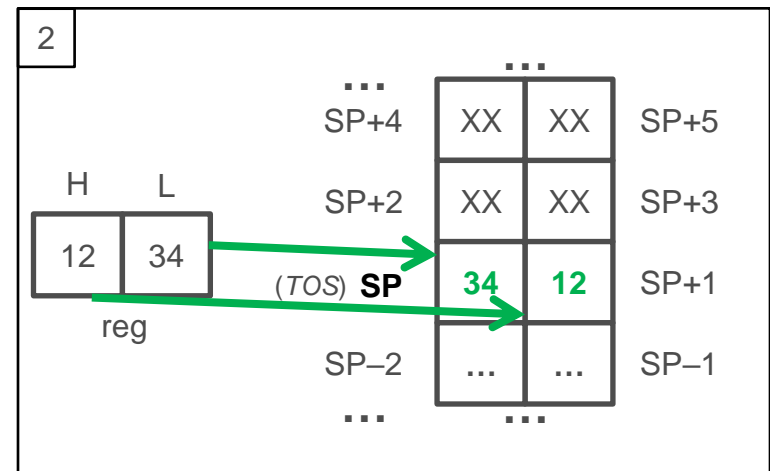 2
... ...
SP+4 XX XX SP+5
H L
SP+2 XX XX SP+3
12 34
(TOS) SP 34 12 SP+1
reg
SP–2 ... ... SP–1
... ...